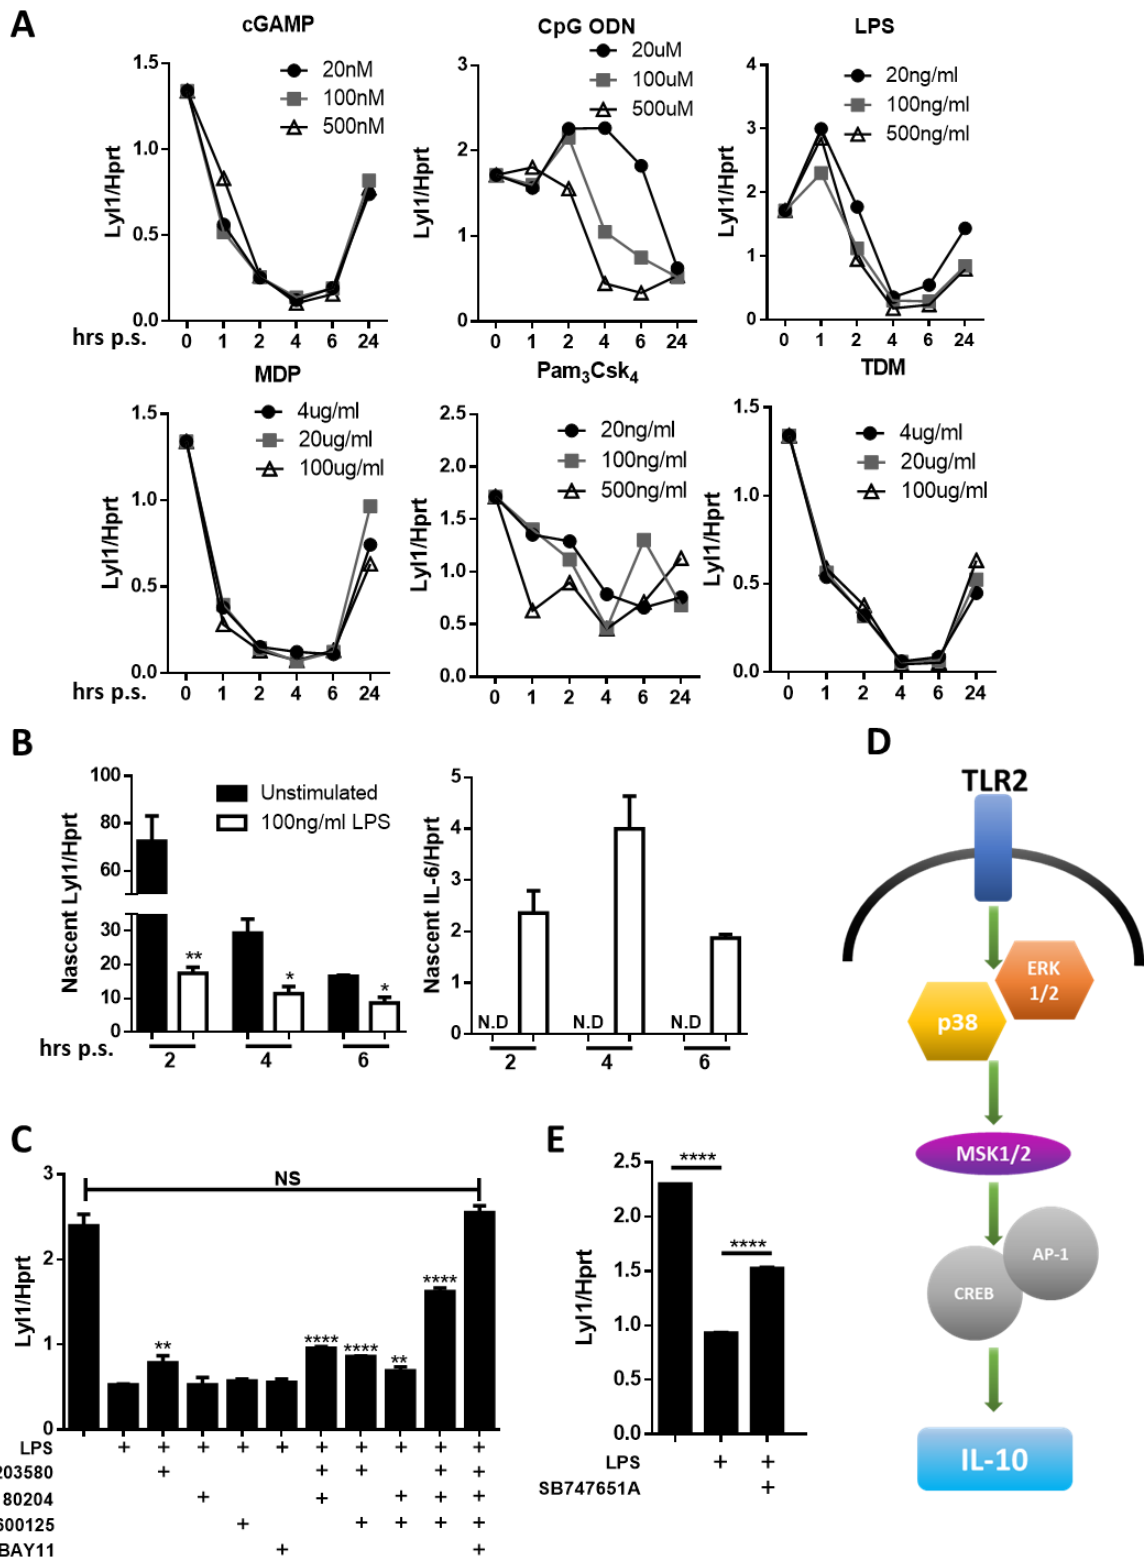 A
cGAMP
CpG ODN
LPS
20nM
100nM
500nM
20uM
100uM
500uM
20ng/ml
100ng/ml
500ng/ml
Lyl1/Hprt
1.5
1.0
0.5
0.0
Lyl1/Hprt
3
2
1
0
Lyl1/Hprt
4
3
2
1
0
hrs p.s.
0 1 2 4 6 24
0 1 2 4 6 24
0 1 2 4 6 24
MDP
Pam3Csk4
TDM
4ug/ml
20ug/ml
100ug/ml
20ng/ml
100ng/ml
500ng/ml
4ug/ml
20ug/ml
100ug/ml
Lyl1/Hprt
1.5
1.0
0.5
0.0
Lyl1/Hprt
2.5
2.0
1.5
1.0
0.5
0.0
Lyl1/Hprt
1.5
1.0
0.5
0.0
hrs p.s.
0 1 2 4 6 24
0 1 2 4 6 24
0 1 2 4 6 24
B
Nascent Lyl1/Hprt
100
80
60
30
20
10
0
Unstimulated
100ng/ml LPS
** * *
hrs p.s.
2 4 6
Nascent IL-6/Hprt
5
4
3
2
1
0
N.D N.D N.D
2 4 6
D
TLR2
ERK
1/2
p38
MSK1/2
AP-1
CREB
IL-10
C
Lyl1/Hprt
3
2
1
0
NS
** **** **** ** ****
LPS + + + + + + + + + +
203580 + + + + +
80204 + + + + +
600125 + + + + +
BAY11 + +
E
Lyl1/Hprt
2.5
2.0
1.5
1.0
0.5
0.0
****
****
LPS + +
SB747651A +